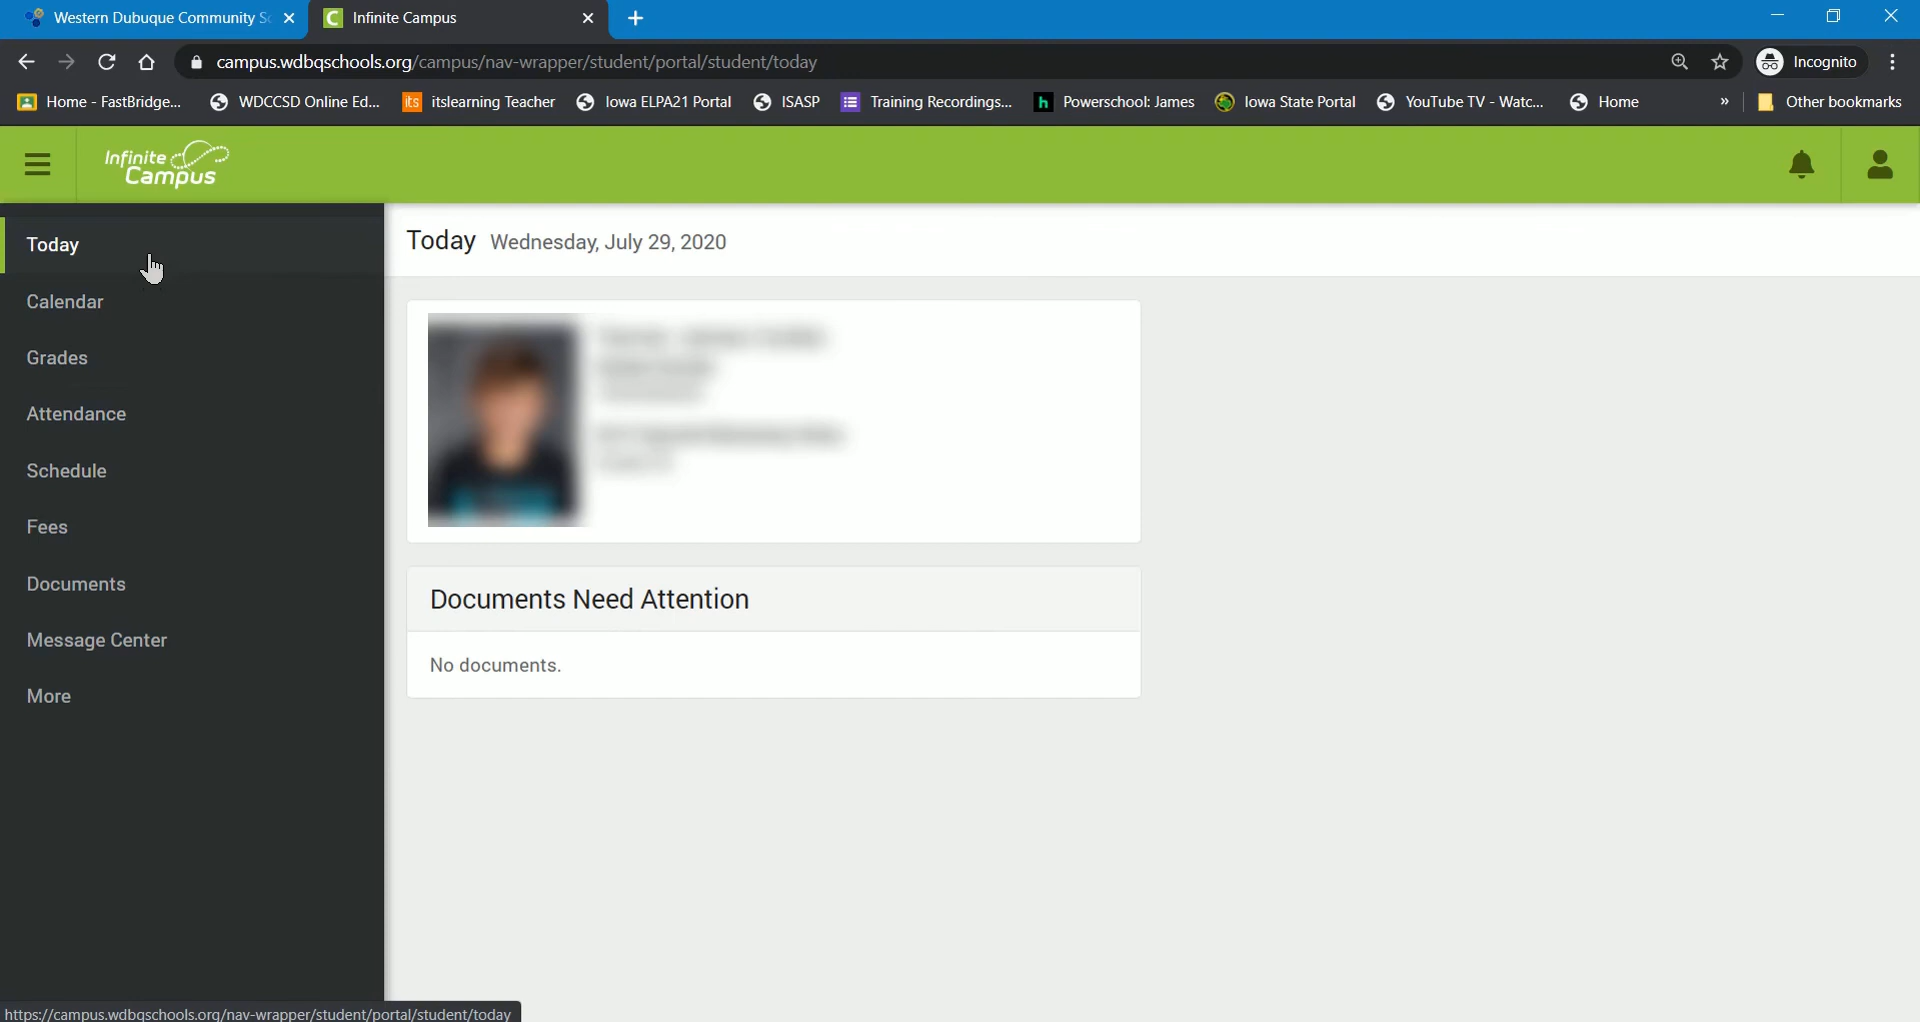 Western Dubuque Community S
Infinite Campus
campus.wdbqschools.org/campus/nav-wrapper/student/portal/student/today
Incognito
Home - FastBridge...
WDCCSD Online Ed...
its
itslearning Teacher
Iowa ELPA21 Portal
ISASP
Training Recordings...
h
Powerschool: James
Iowa State Portal
YouTube TV - Watc...
Home
»
Other bookmarks
Infinite
Campus
Today
Calendar
Grades
Attendance
Schedule
Fees
Documents
Message Center
More
Today Wednesday, July 29, 2020
Documents Need Attention
No documents.
https://campus.wdbqschools.org/nav-wrapper/student/portal/student/today